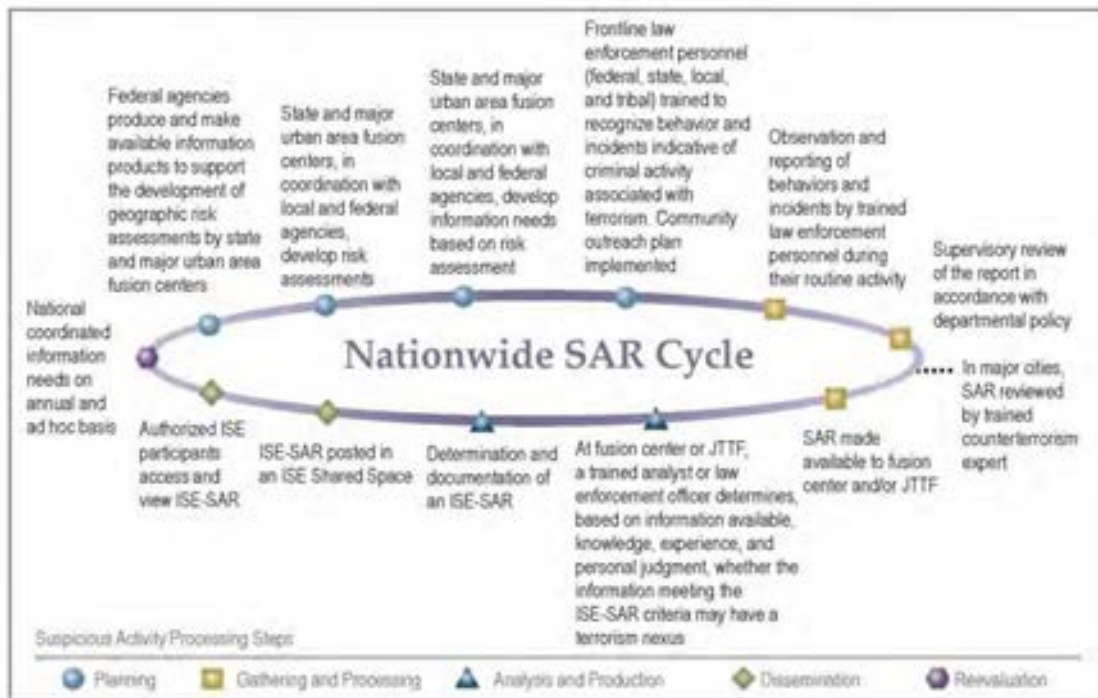 Federal agencies
produce and make
available information
products to support
the development of
geographic risk
assessments by state
and major urban area
fusion centers
State and major
urban area fusion
centers, in
coordination with
local and federal
agencies,
develop risk
assessments
State and major
urban area fusion
centers, in
coordination with
local and federal
agencies, develop
information needs
based on risk
assessment
Frontline law
enforcement personnel
(federal, state, local,
and tribal) trained to
recognize behavior and
incidents indicative of
criminal activity
associated with
terrorism. Community
outreach plan
implemented
Observation and
reporting of
behaviors and
incidents by trained
law enforcement
personnel during
their routine activity
Supervisory review
of the report in
accordance with
departmental policy
In major cities,
SAR reviewed
by trained
counterterrorism
expert
National
coordinated
information
needs on
annual and
ad hoc basis
Nationwide SAR Cycle
Authorized ISE
participants
access and
view ISE-SAR
ISE-SAR posted in
an ISE Shared Space
Determination and
documentation of
an ISE-SAR
At fusion center or JTTF,
a trained analyst or law
enforcement officer determines,
based on information available,
knowledge, experience, and
personal judgment, whether the
information meeting the
ISE-SAR criteria may have a
terrorism nexus
SAR made
available to fusion
center and/or JTTF
Suspicious Activity Processing Steps
Planning
Gathering and Processing
Analysis and Production
Dissemination
Reevaluation